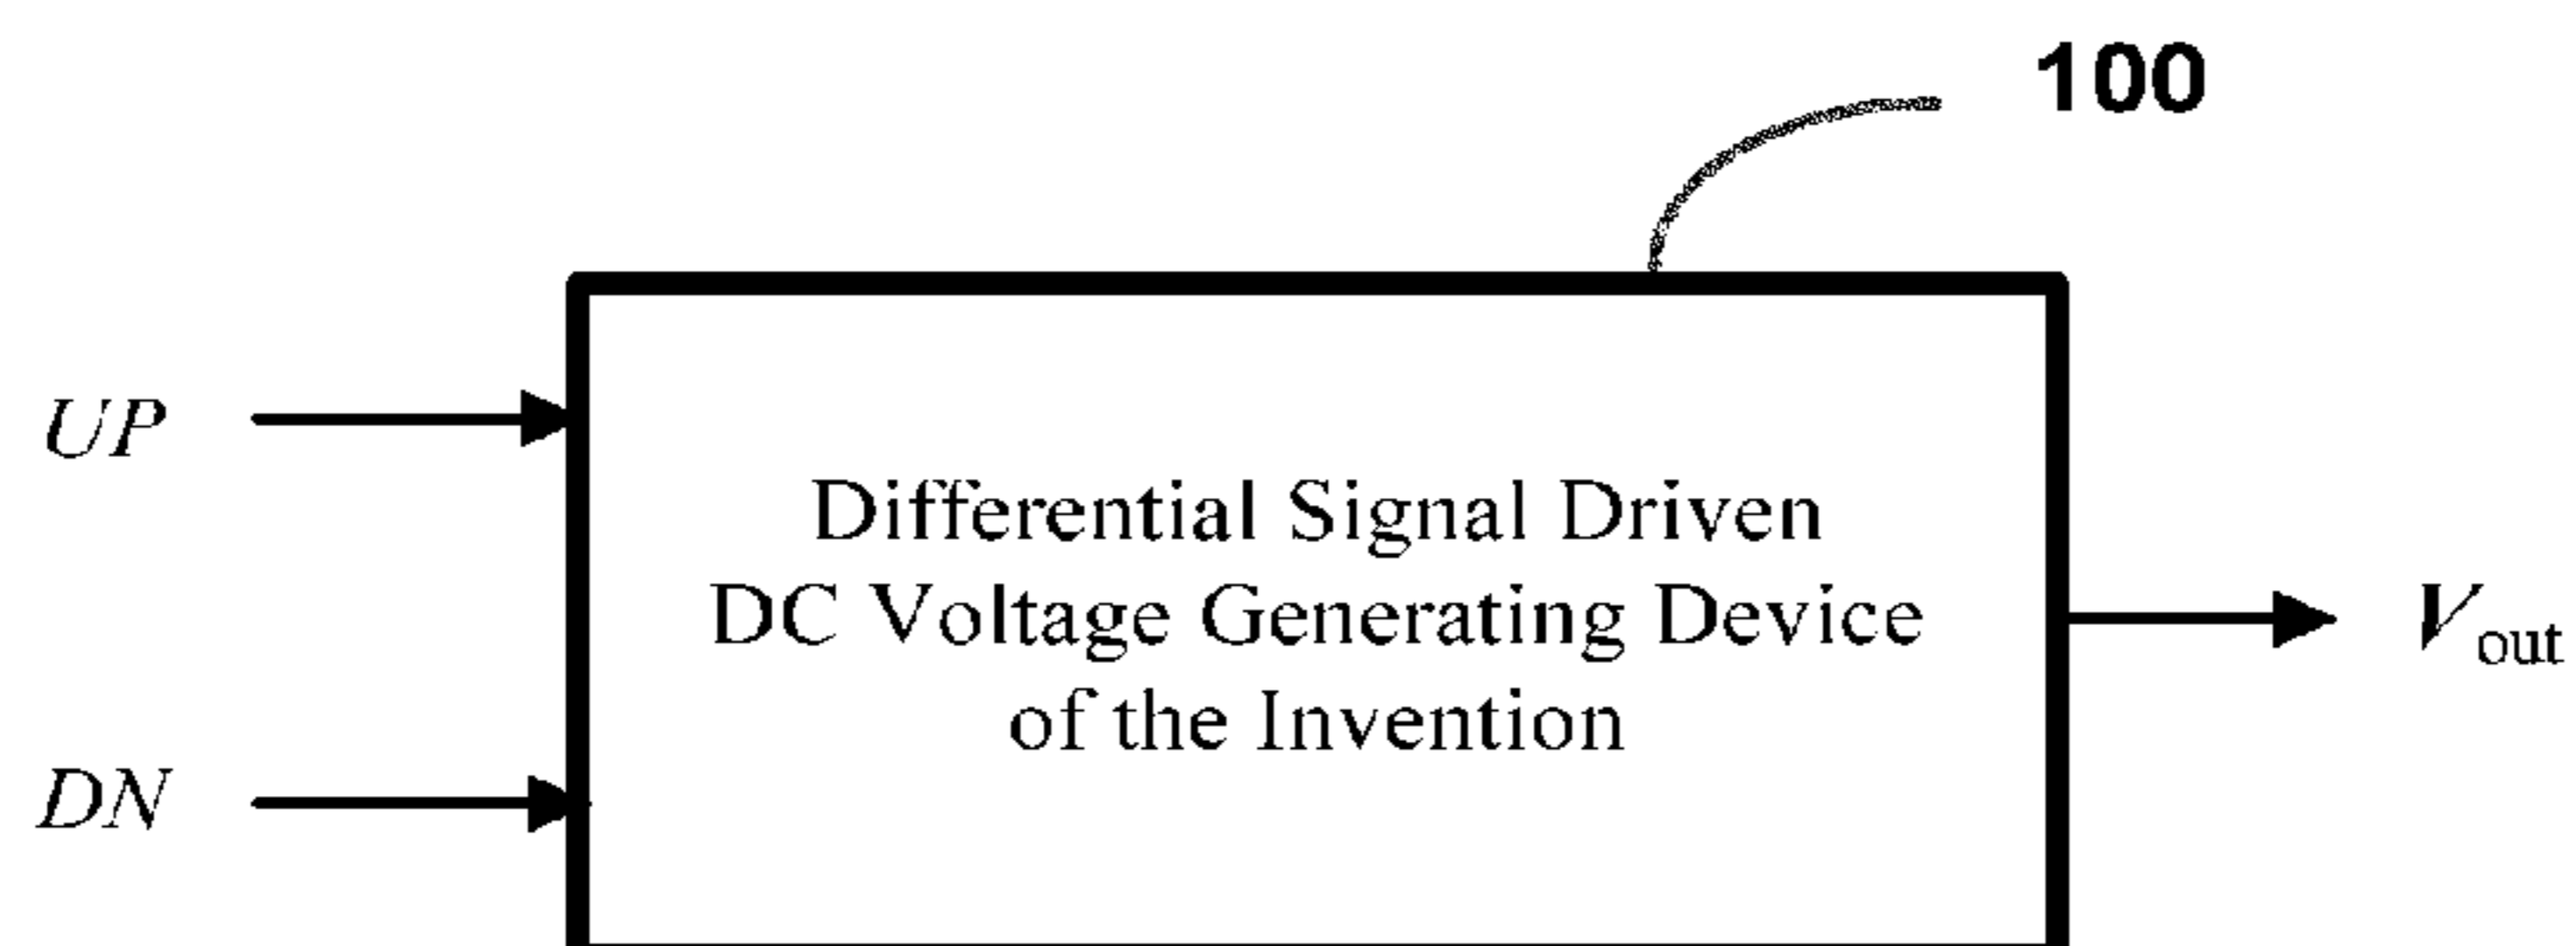 100
UP
Differential Signal Driven
DC Voltage Generating Device
of the Invention
Vout
DN